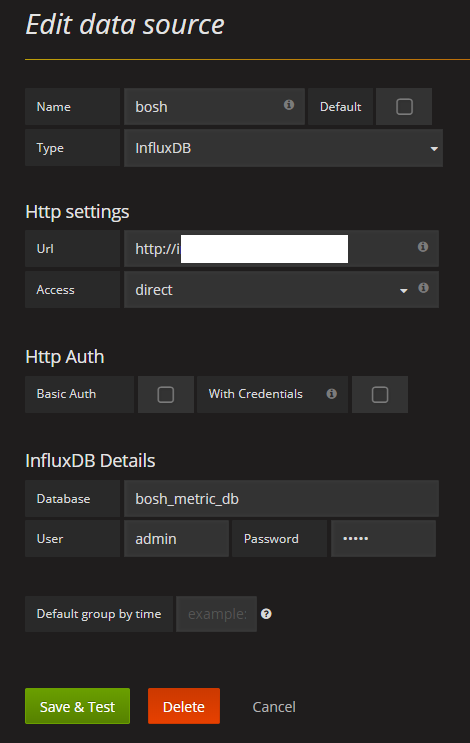 Edit data source
Name bosh Default
Type InfluxDB
Http settings
Url http://i
Access direct
Http Auth
Basic Auth With Credentials
InfluxDB Details
Database bosh_metric_db
User admin Password •••••
Default group by time example:
Save & Test Delete Cancel